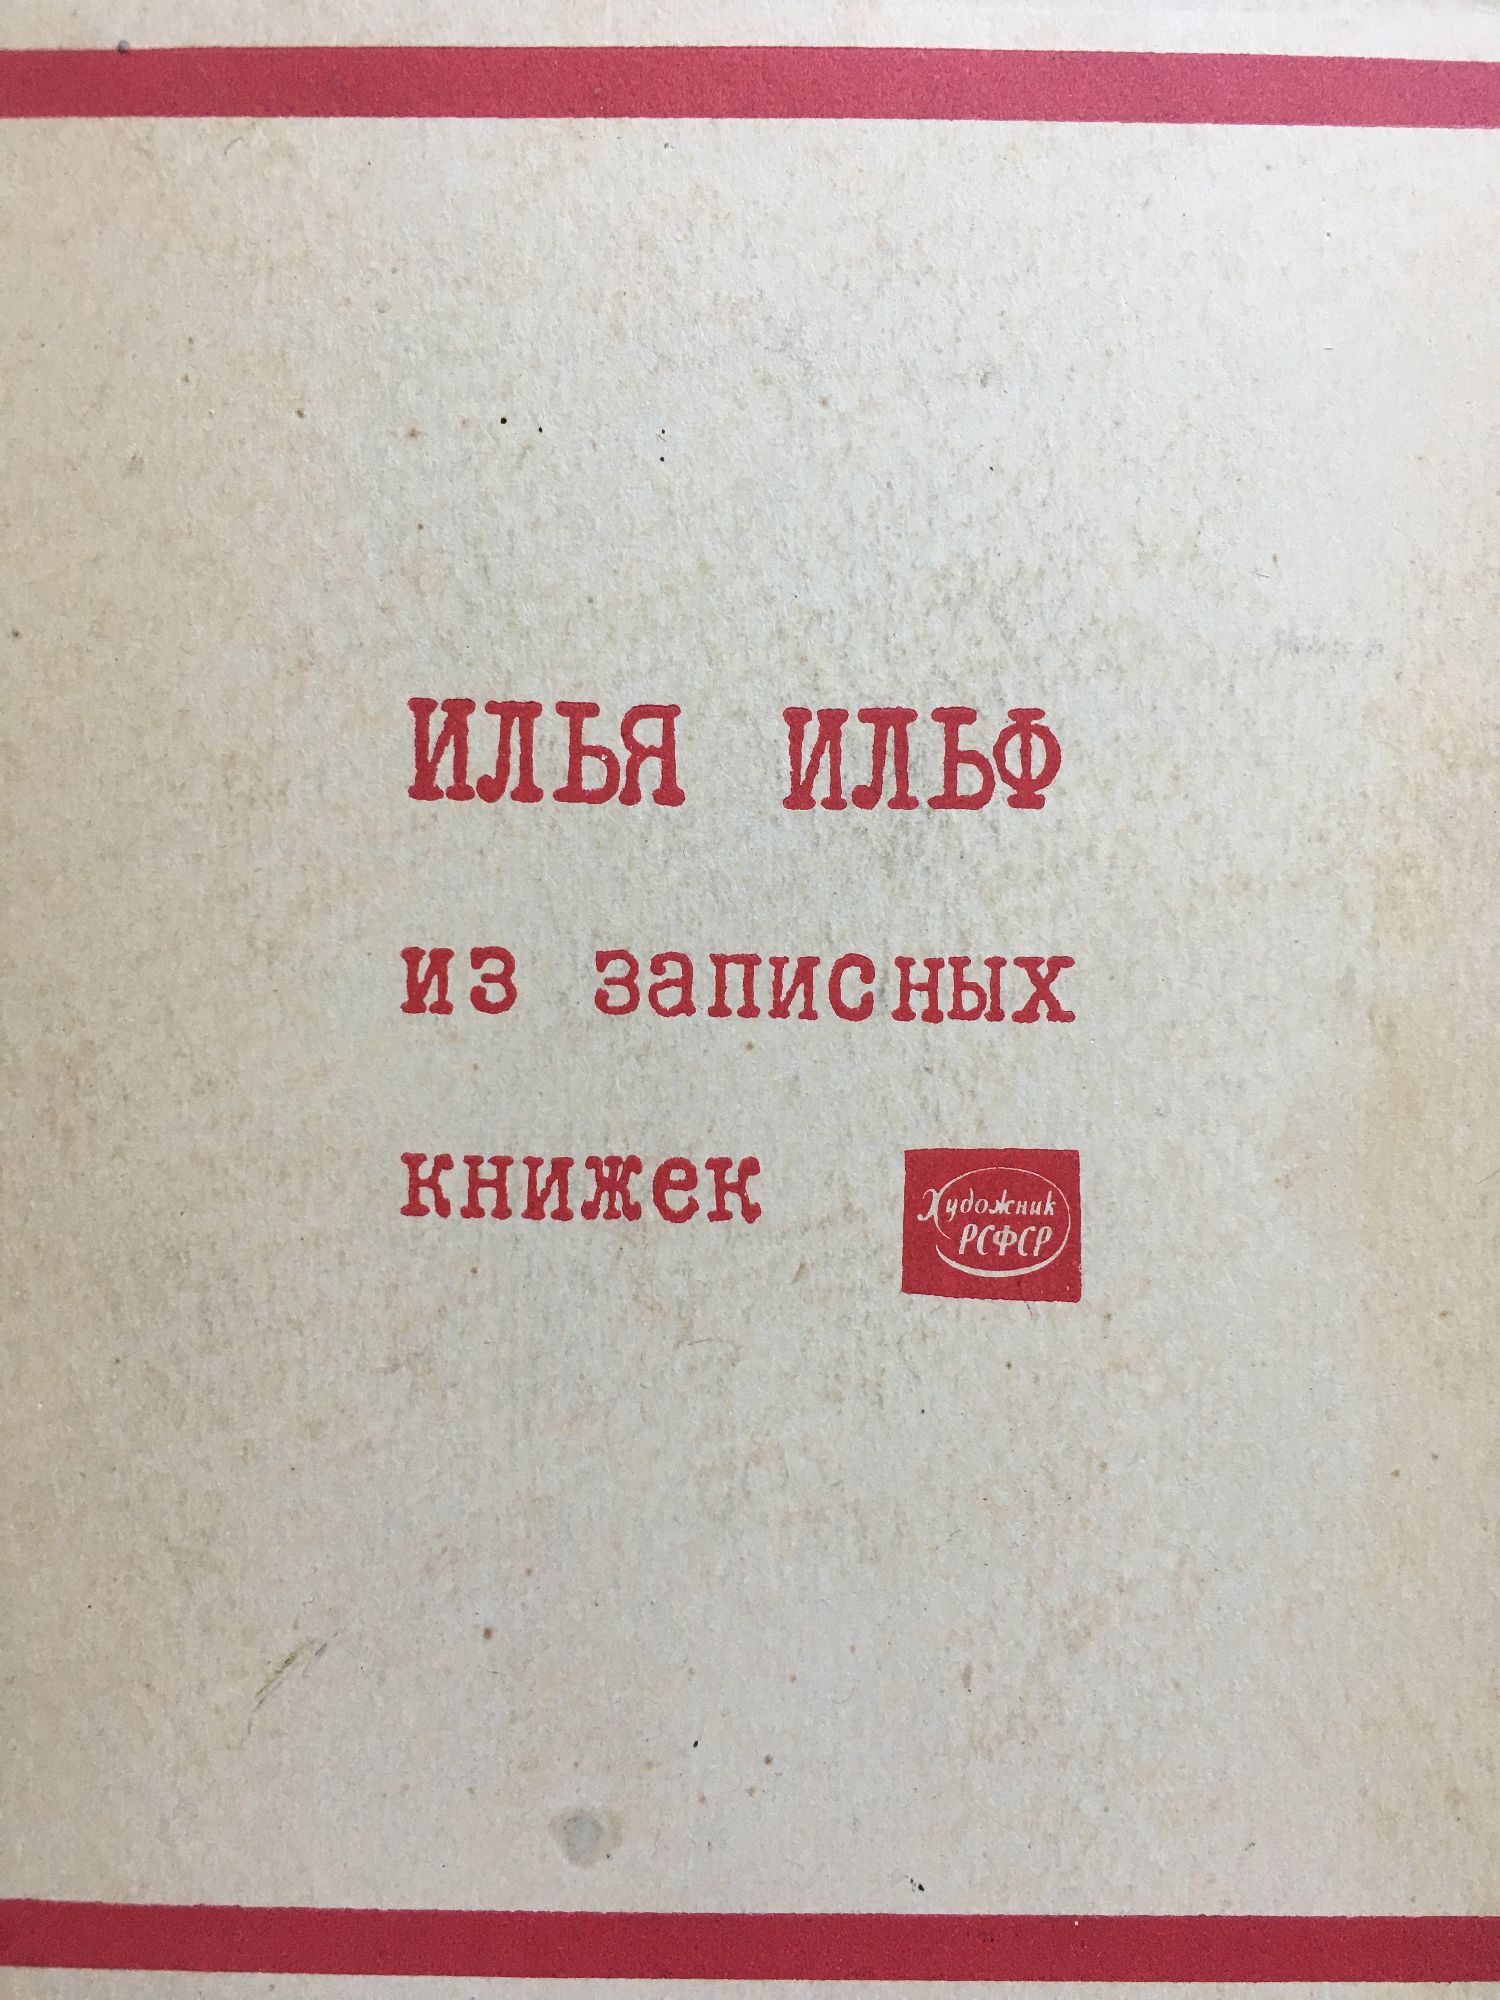 ИЛЬЯ ИЛЬФ
из записных
книжек
Художник
РСФСР